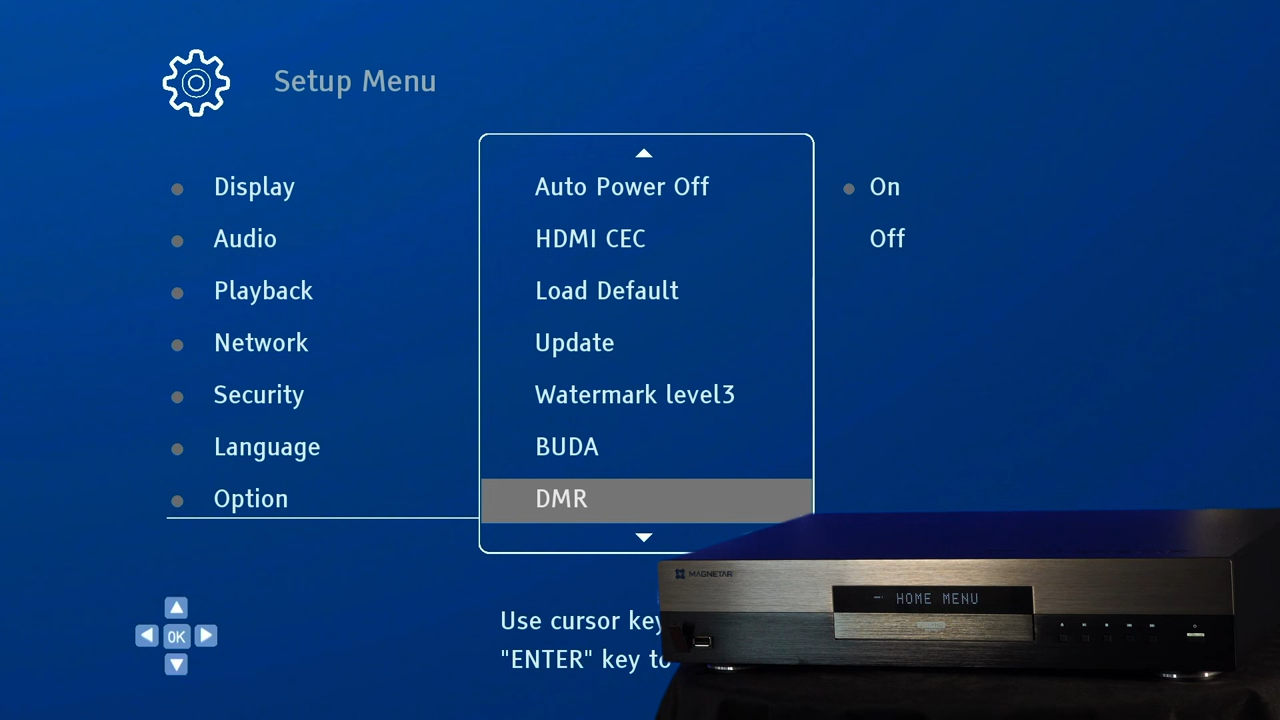 Setup Menu
Display
Audio
Playback
Network
Security
Language
Option
Auto Power Off
HDMI CEC
Load Default
Update
Watermark level3
BUDA
DMR
On
Off
OK
Use cursor key
"ENTER" key to
MAGNETAR
HOME MENU